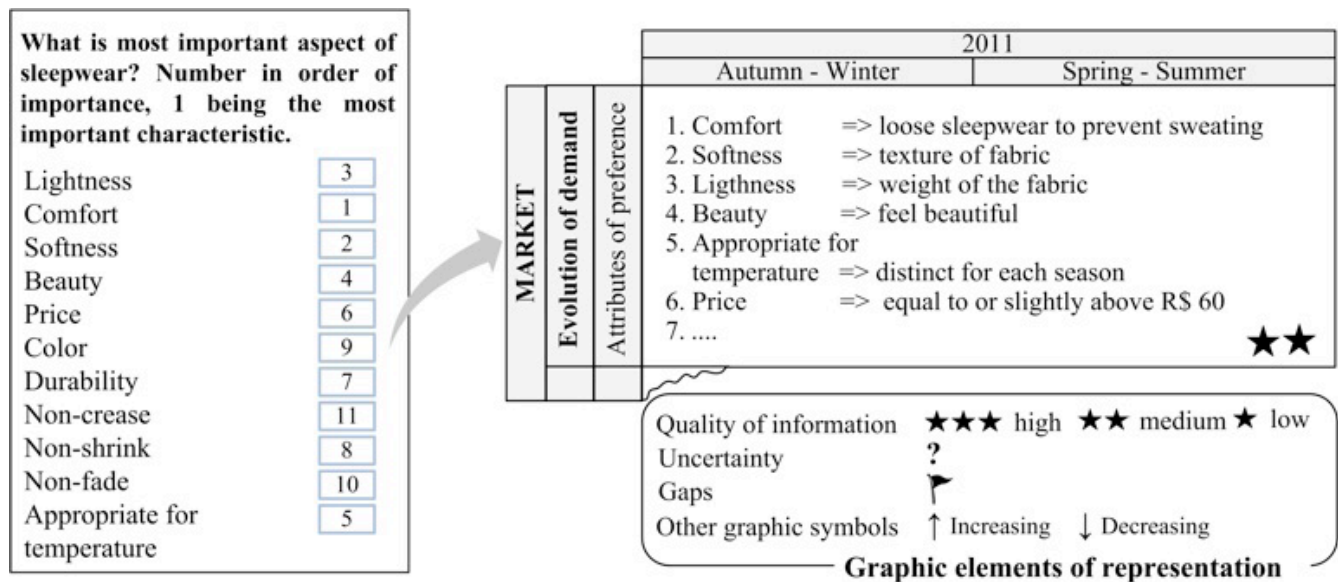 What is most important aspect of
sleepwear? Number in order of
importance, 1 being the most
important characteristic.
Lightness 3
Comfort 1
Softness 2
Beauty 4
Price 6
Color 9
Durability 7
Non-crease 11
Non-shrink 8
Non-fade 10
Appropriate for 5
temperature
MARKET
Evolution of demand
Attributes of preference
2011
Autumn - Winter Spring - Summer
1. Comfort => loose sleepwear to prevent sweating
2. Softness => texture of fabric
3. Ligthness => weight of the fabric
4. Beauty => feel beautiful
5. Appropriate for
temperature => distinct for each season
6. Price => equal to or slightly above R$ 60
7. ....
★★
Quality of information ★★★ high ★★ medium ★ low
Uncertainty ?
Gaps
Other graphic symbols ↑ Increasing ↓ Decreasing
Graphic elements of representation